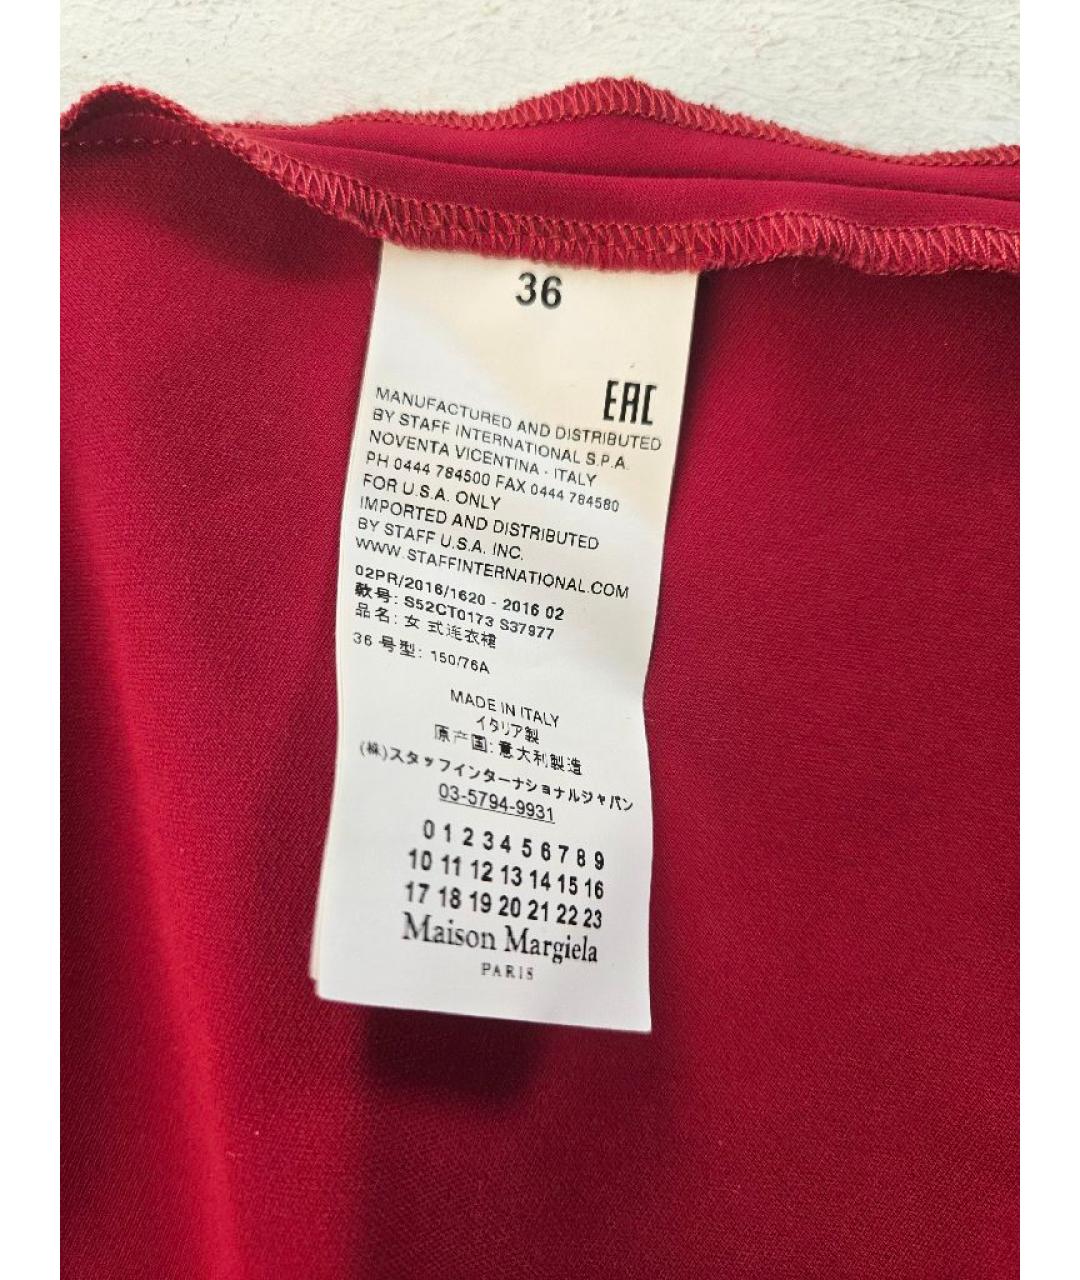 36
EAC
MANUFACTURED AND DISTRIBUTED
BY STAFF INTERNATIONAL S.P.A.
NOVENTA VICENTINA - ITALY
PH 0444 784500 FAX 0444 784580
FOR U.S.A. ONLY
IMPORTED AND DISTRIBUTED
BY STAFF U.S.A. INC.
WWW.STAFFINTERNATIONAL.COM
02PR/2016/1620 - 2016 02
款号: S52CT0173 S37977
品名: 女 式连衣裙
36 号型: 150/76A
MADE IN ITALY
イタリア製
原产国: 意大利製造
(株)スタッフインターナショナルジャパン
03-5794-9931
0 1 2 3 4 5 6 7 8 9
10 11 12 13 14 15 16
17 18 19 20 21 22 23
Maison Margiela
PARIS